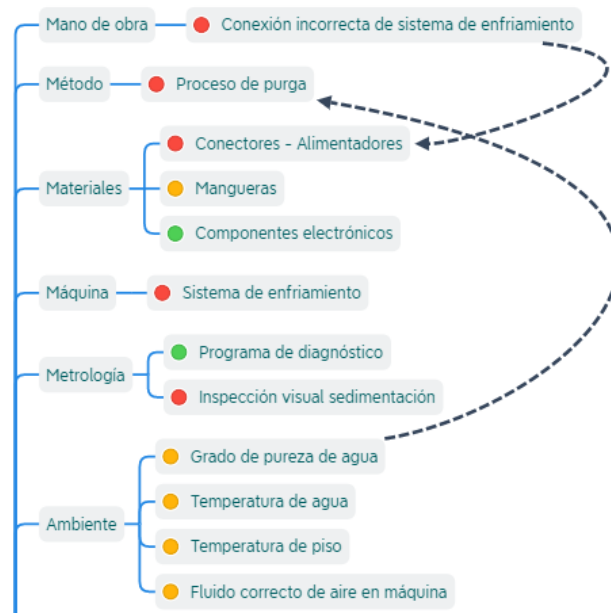 Mano de obra
Conexión incorrecta de sistema de enfriamiento
Método
Proceso de purga
Materiales
Conectores - Alimentadores
Mangueras
Componentes electrónicos
Máquina
Sistema de enfriamiento
Metrología
Programa de diagnóstico
Inspección visual sedimentación
Ambiente
Grado de pureza de agua
Temperatura de agua
Temperatura de piso
Fluido correcto de aire en máquina